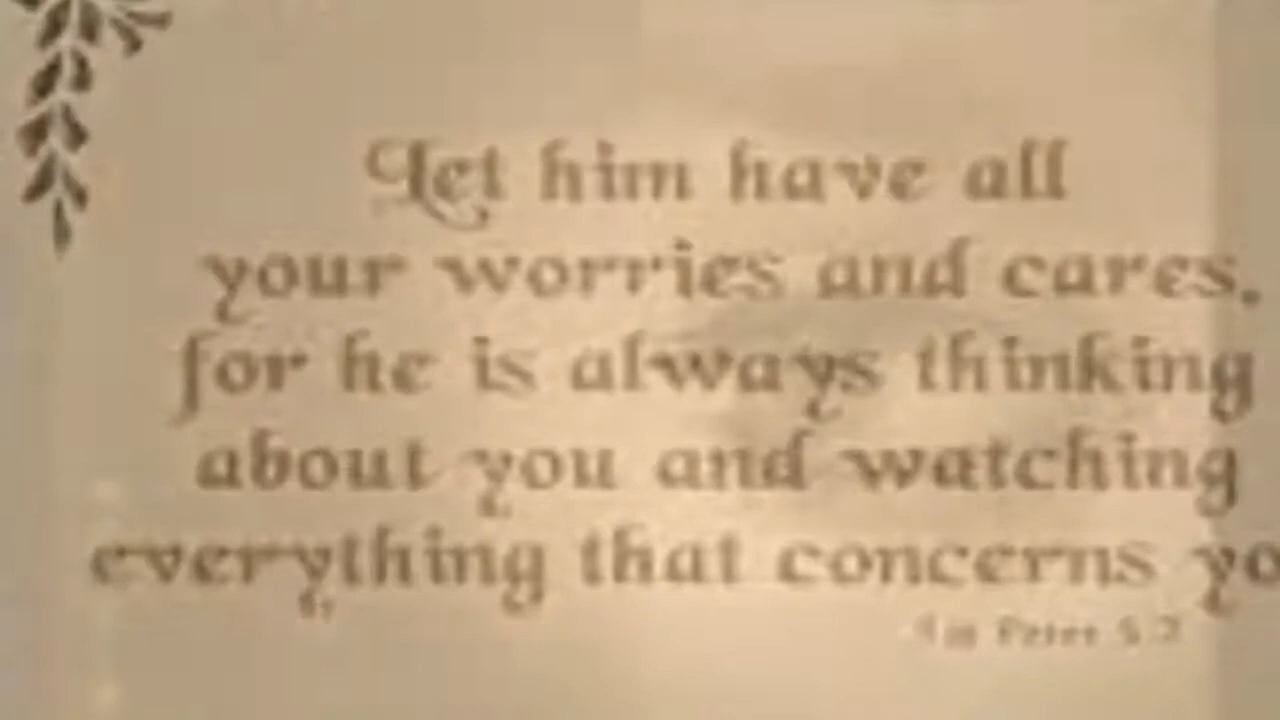 Let him have all
your worries and cares,
for he is always thinking
about you and watching
everything that concerns yo
Peter 5:7